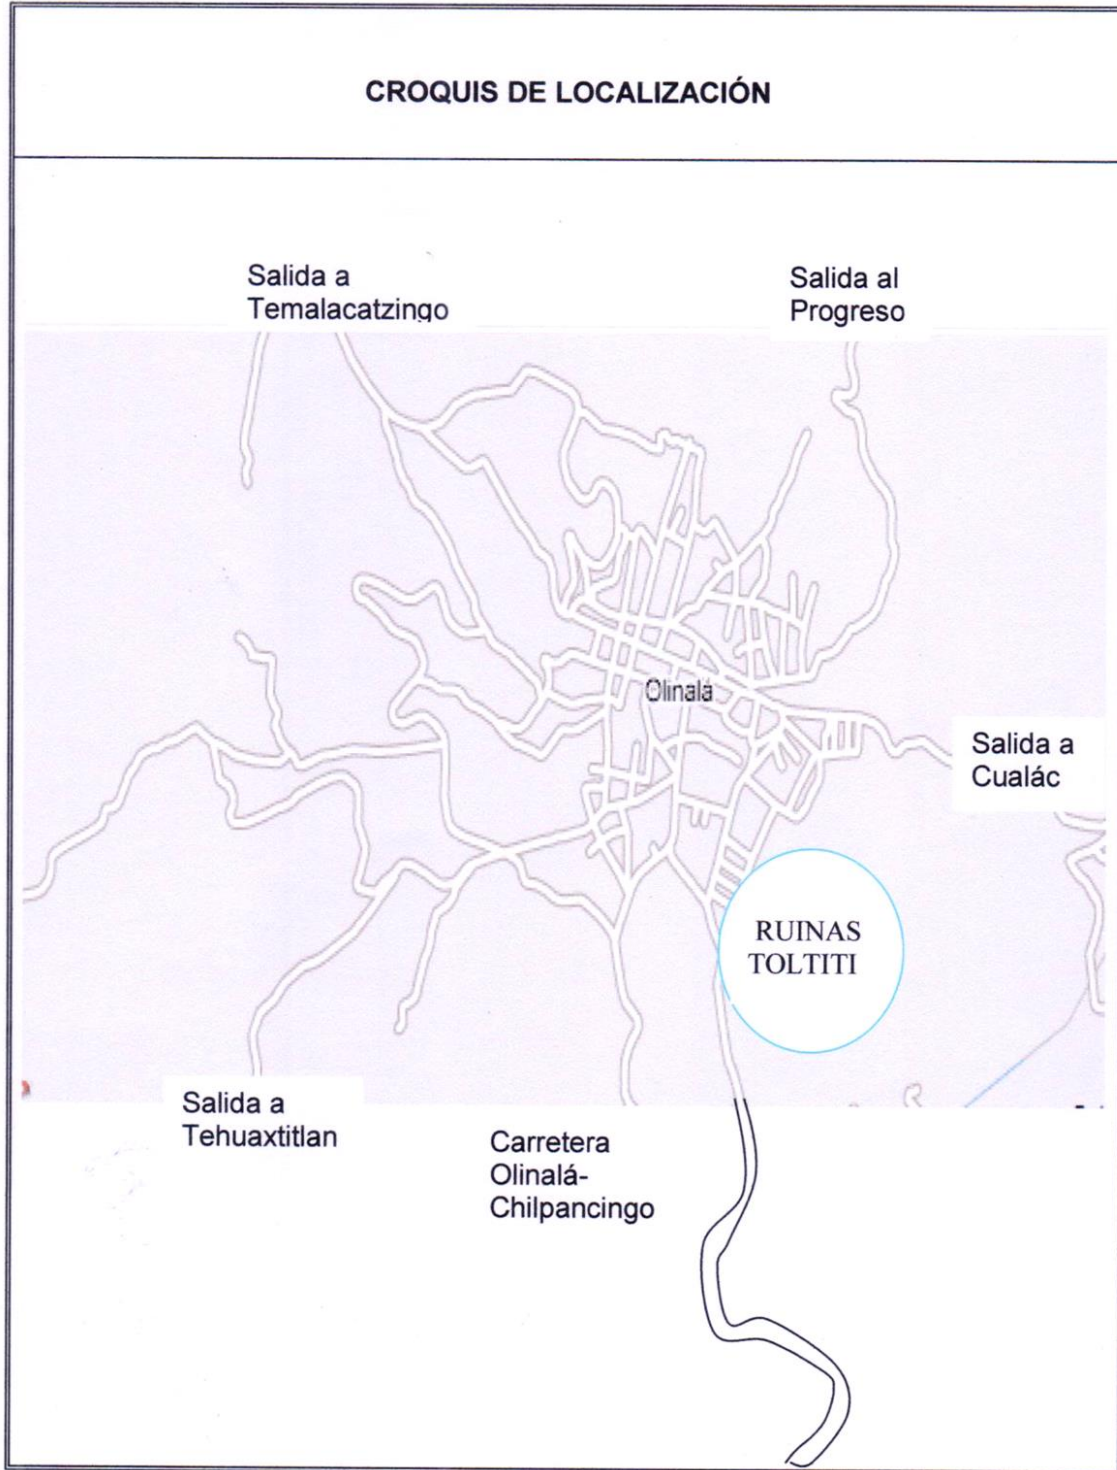 CROQUIS DE LOCALIZACIÓN
Salida a
Temalacatzingo
Salida al
Progreso
Olinalá
Salida a
Cualác
RUINAS
TOLTITI
Salida a
Tehuaxtitlan
Carretera
Olinalá-
Chilpancingo